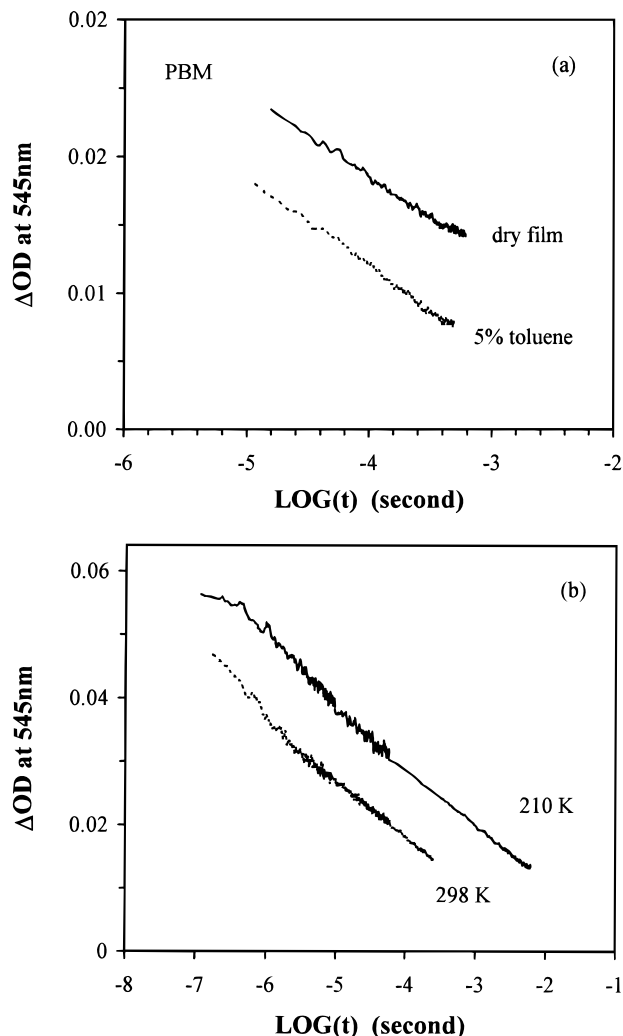 0.02
PBM
(a)
0.02
ΔOD at 545nm
dry film
0.01
5% toluene
0.00
-6
-5
-4
-3
-2
LOG(t) (second)
0.06
(b)
0.04
ΔOD at 545nm
0.02
210 K
298 K
0
-8
-7
-6
-5
-4
-3
-2
-1
LOG(t) (second)